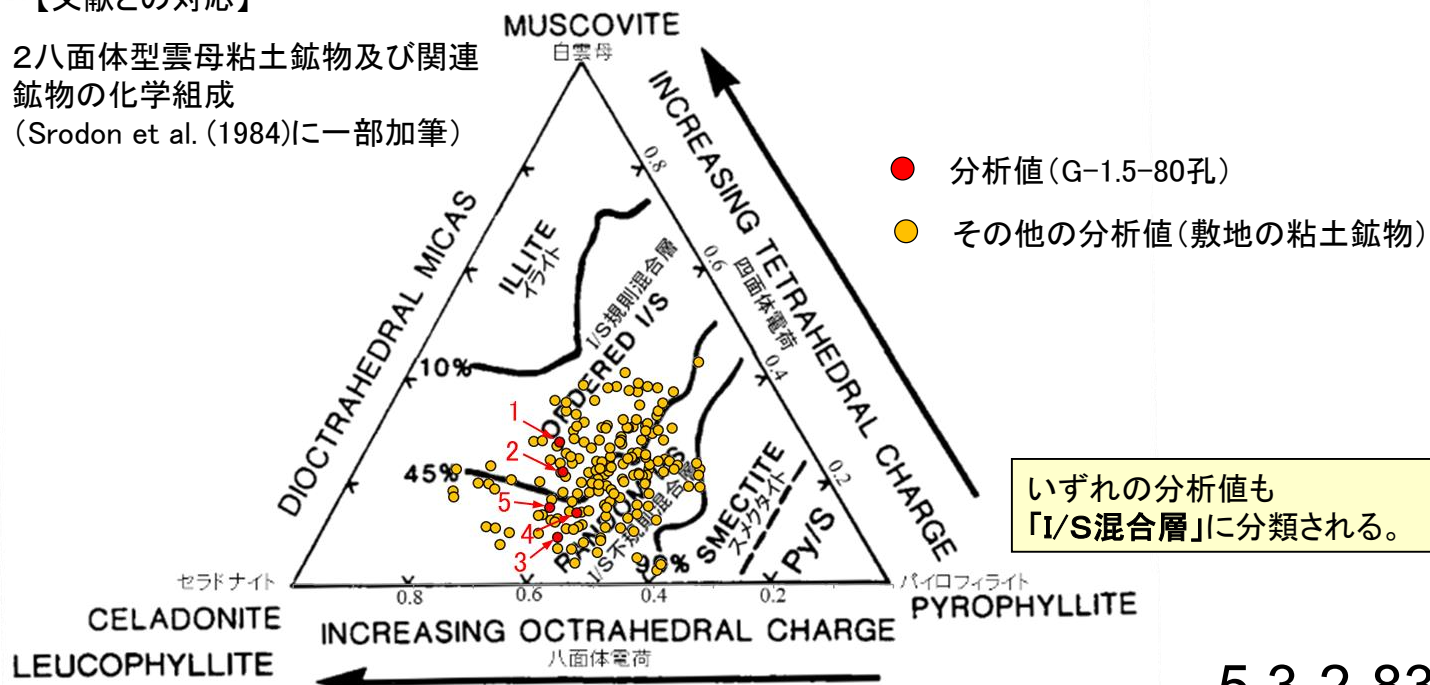 【文献との対応】
2八面体型雲母粘土鉱物及び関連
鉱物の化学組成
（Srodon et al. (1984)に一部加筆）
MUSCOVITE
白雲母
INCREASING TETRAHEDRAL CHARGE
四面体電荷
DIOCTRAHEDRAL MICAS
0.8
0.6
0.4
0.2
ILLITE
イライト
I/S規則混合層
ORDERED I/S
10%
45%
90%
I/S不規則混合層
SMECTITE
スメクタイト
Py/S
1
2
5
4
3
分析値（G-1.5-80孔）
その他の分析値（敷地の粘土鉱物）
いずれの分析値も
「I/S混合層」に分類される。
セラドナイト
パイロフィライト
0.8
0.6
0.4
0.2
CELADONITE
PYROPHYLLITE
INCREASING OCTRAHEDRAL CHARGE
八面体電荷
LEUCOPHYLLITE
5.3-2-83